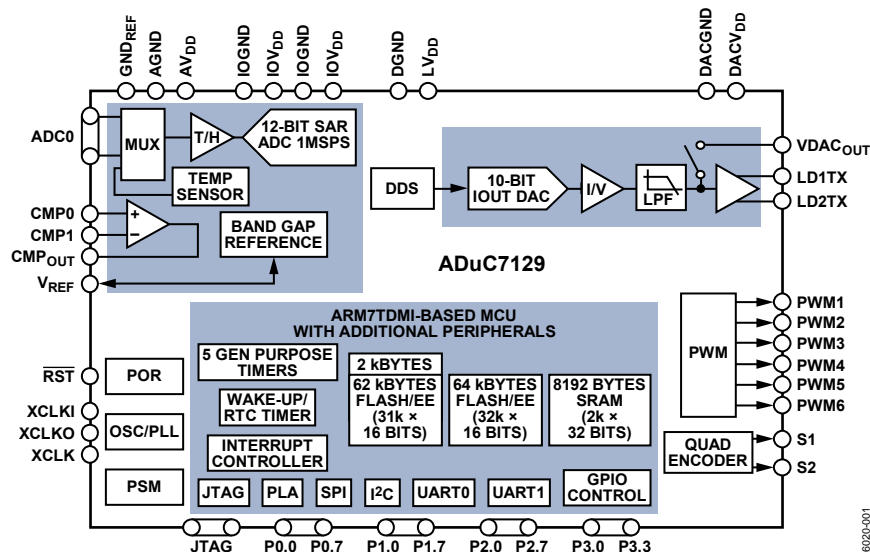 GNDREF
AGND
AVDD
IOGND
IOVDD
IOGND
IOVDD
DGND
LVDD
DACGND
DACVDD
ADC0
MUX
T/H
12-BIT SAR
ADC 1MSPS
TEMP
SENSOR
CMP0
CMP1
CMPOUT
VREF
+
–
BAND GAP
REFERENCE
DDS
10-BIT
IOUT DAC
I/V
LPF
VDACOUT
LD1TX
LD2TX
ADuC7129
ARM7TDMI-BASED MCU
WITH ADDITIONAL PERIPHERALS
5 GEN PURPOSE
TIMERS
WAKE-UP/
RTC TIMER
INTERRUPT
CONTROLLER
2 kBYTES
62 kBYTES
FLASH/EE
(31k ×
16 BITS)
64 kBYTES
FLASH/EE
(32k ×
16 BITS)
8192 BYTES
SRAM
(2k ×
32 BITS)
JTAG
PLA
SPI
I2C
UART0
UART1
GPIO
CONTROL
RST
XCLKI
XCLKO
XCLK
POR
OSC/PLL
PSM
PWM
PWM1
PWM2
PWM3
PWM4
PWM5
PWM6
QUAD
ENCODER
S1
S2
JTAG
P0.0
P0.7
P1.0
P1.7
P2.0
P2.7
P3.0
P3.3
6020-001